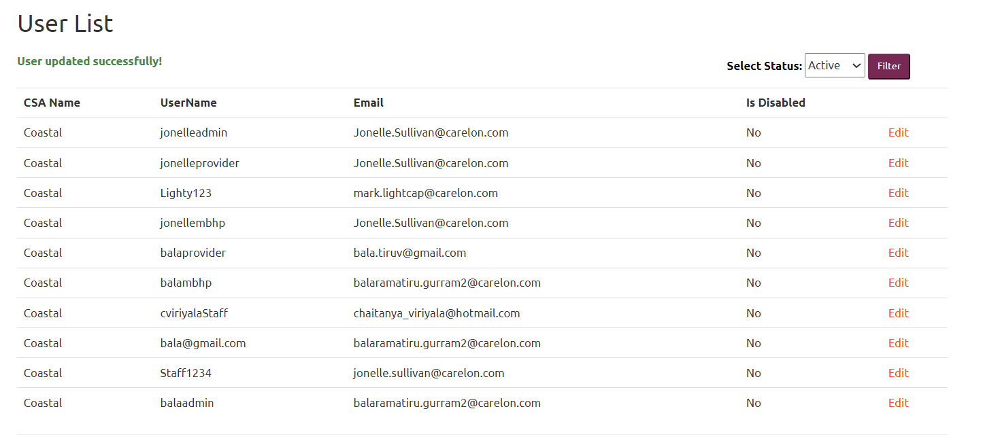 User List
User updated successfully!
Select Status: Active Filter
CSA Name UserName Email Is Disabled
Coastal jonelleadmin Jonelle.Sullivan@carelon.com No Edit
Coastal jonelleprovider Jonelle.Sullivan@carelon.com No Edit
Coastal Lighty123 mark.lightcap@carelon.com No Edit
Coastal jonellembhp Jonelle.Sullivan@carelon.com No Edit
Coastal balaprovider bala.tiruv@gmail.com No Edit
Coastal balambhp balaramatiru.gurram2@carelon.com No Edit
Coastal cviriyalaStaff chaitanya_viriyala@hotmail.com No Edit
Coastal bala@gmail.com balaramatiru.gurram2@carelon.com No Edit
Coastal Staff1234 jonelle.sullivan@carelon.com No Edit
Coastal balaadmin balaramatiru.gurram2@carelon.com No Edit